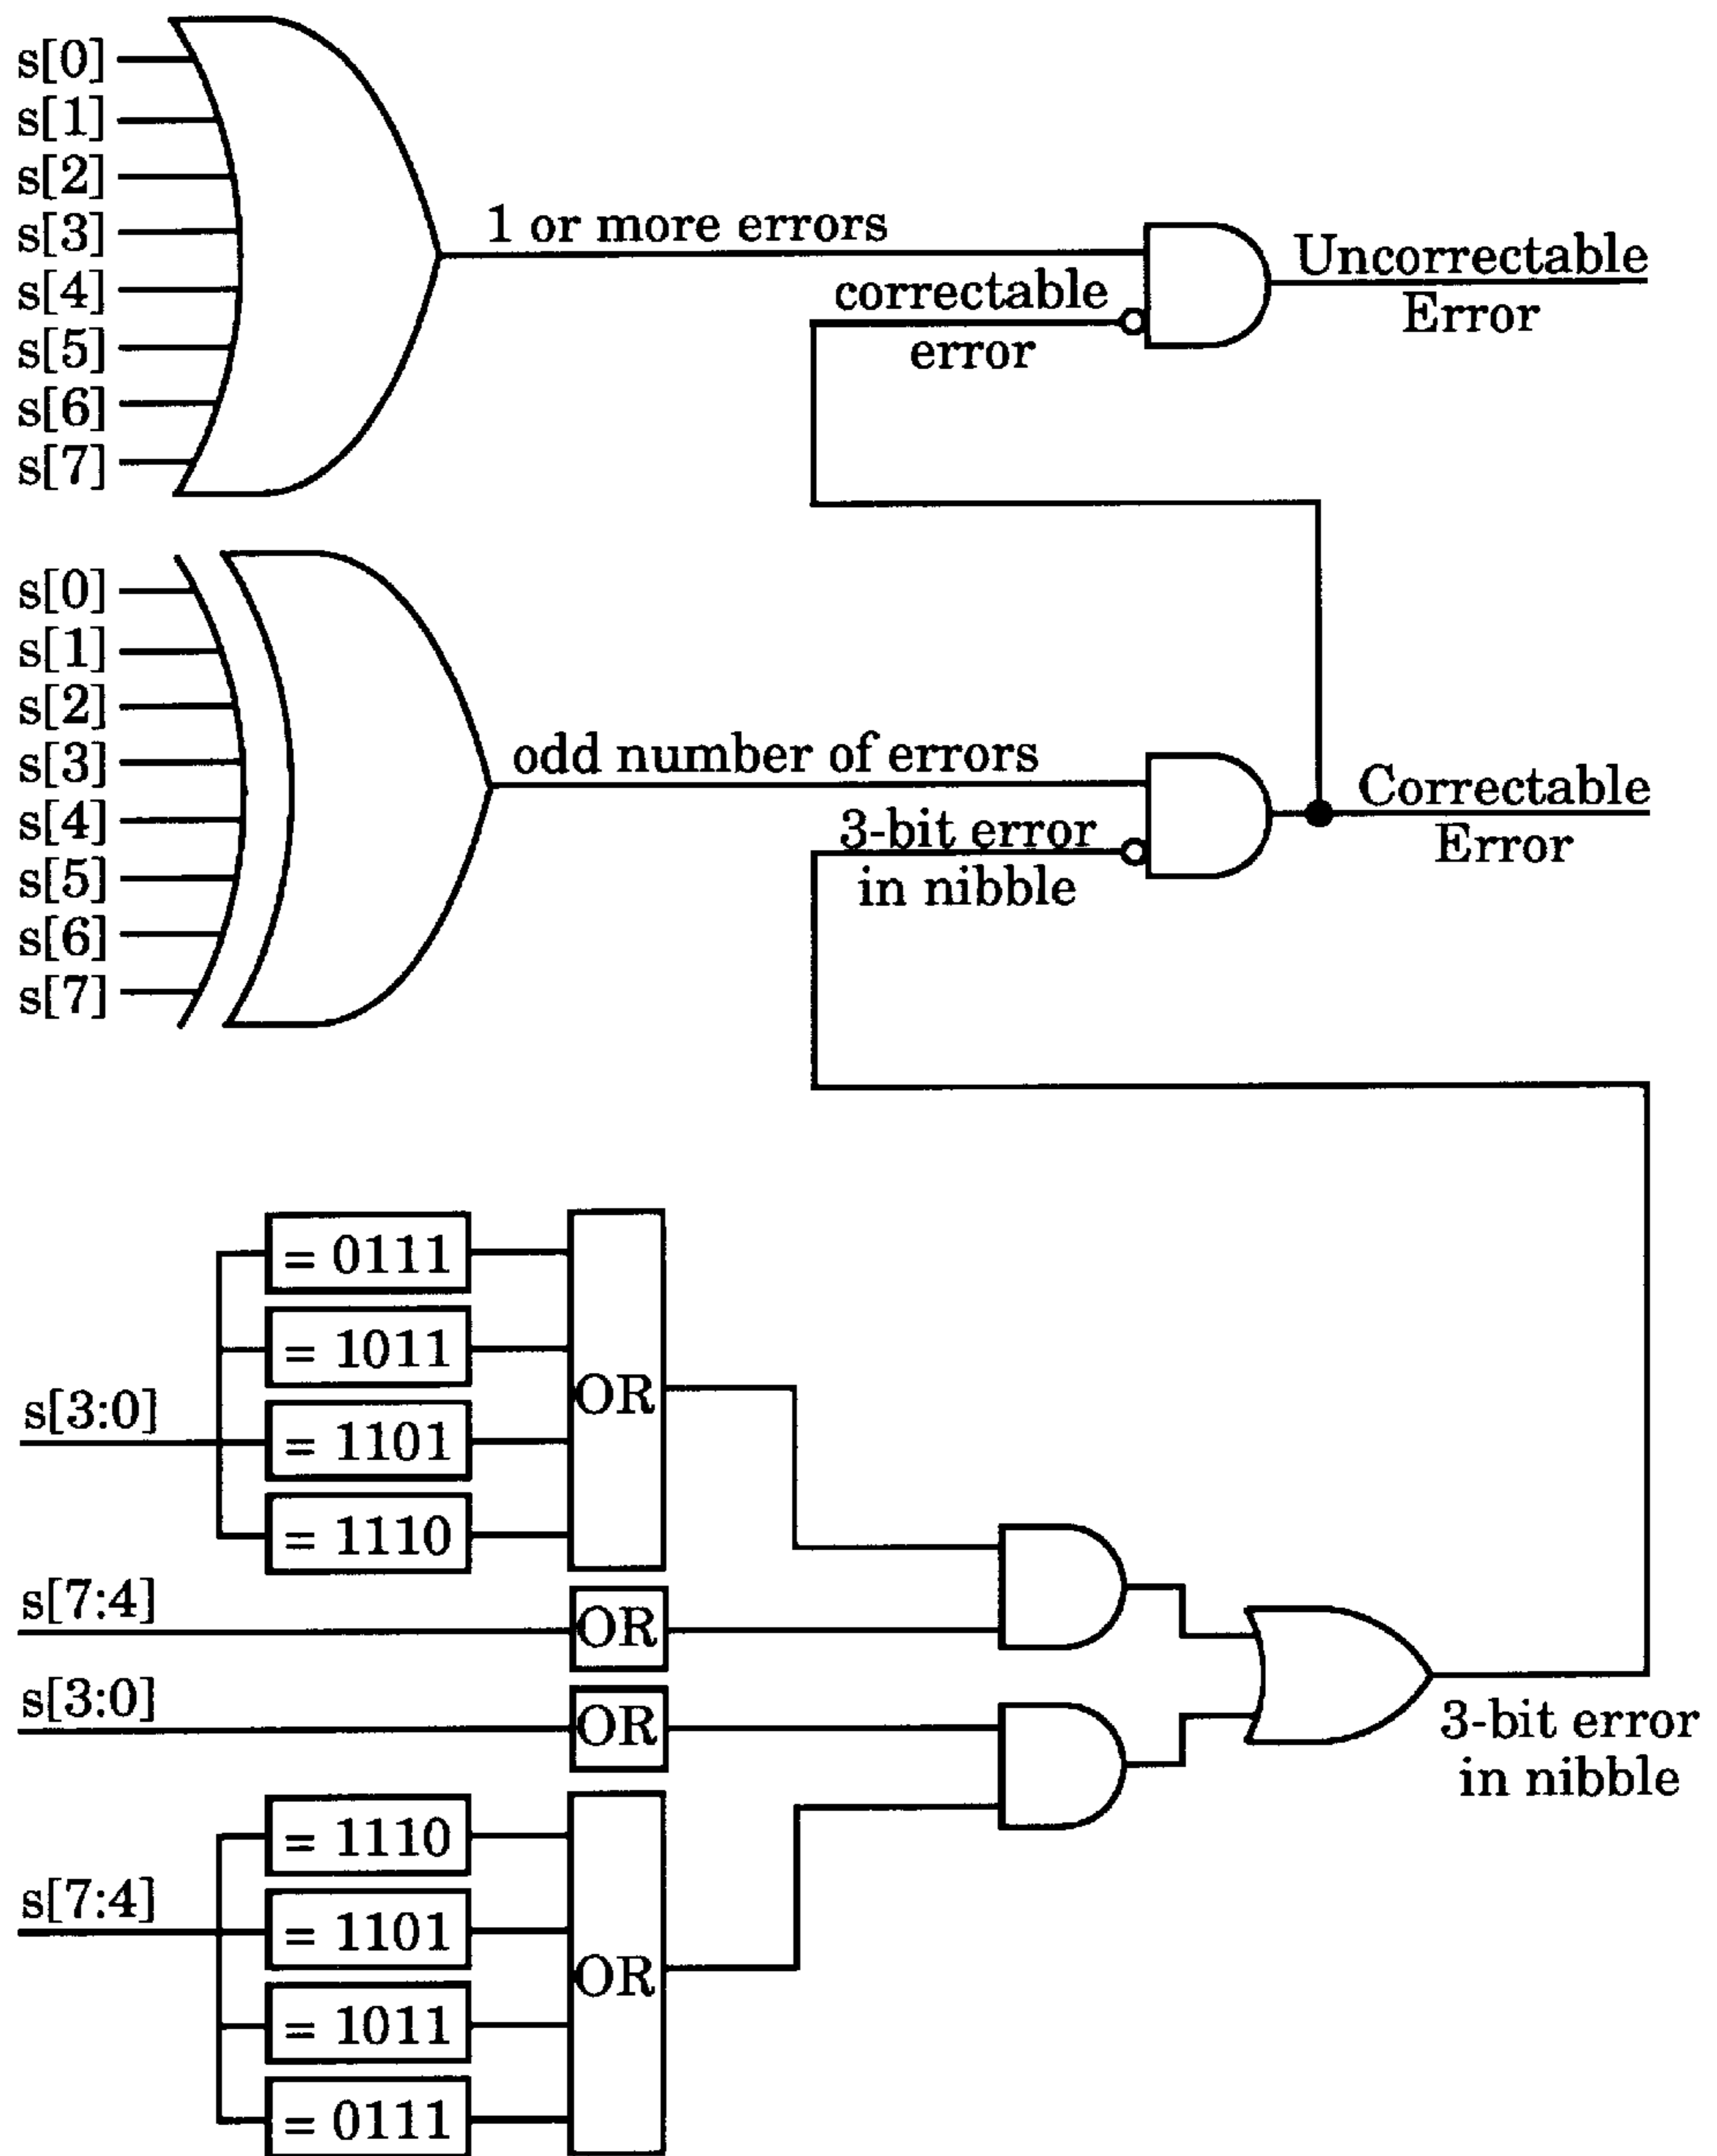 s[0]
s[1]
s[2]
s[3]
s[4]
s[5]
s[6]
s[7]
1 or more errors
correctable
error
Uncorrectable
Error
s[0]
s[1]
s[2]
s[3]
s[4]
s[5]
s[6]
s[7]
odd number of errors
3-bit error
in nibble
Correctable
Error
= 0111
= 1011
s[3:0]
= 1101
= 1110
OR
s[7:4]
OR
s[3:0]
OR
3-bit error
in nibble
= 1110
s[7:4]
= 1101
= 1011
= 0111
OR